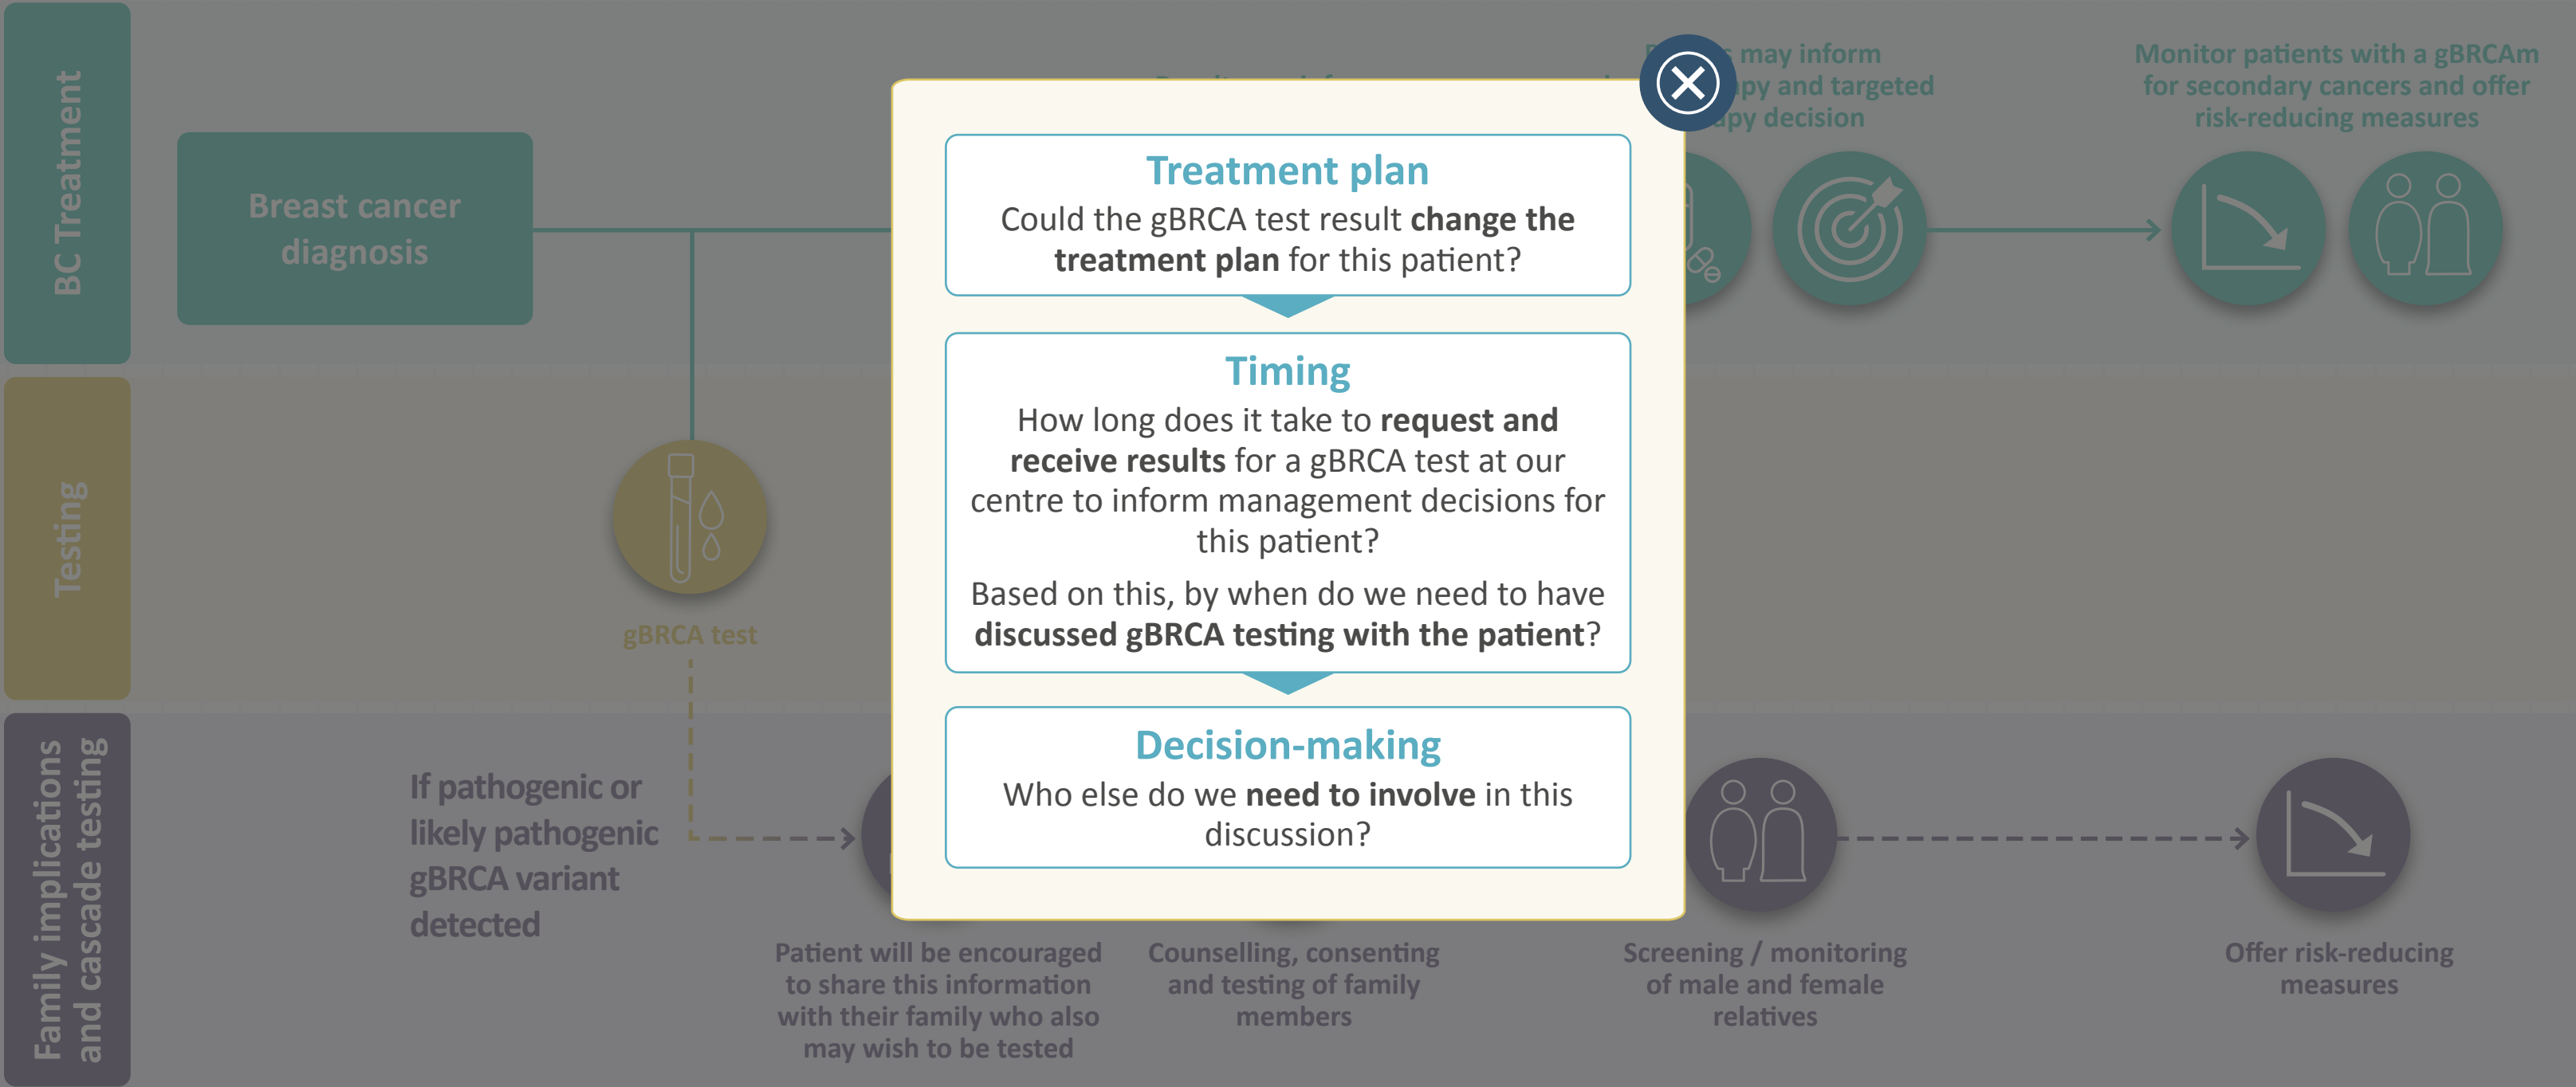 BC Treatment
Breast cancer
diagnosis
may inform
and targeted
decision
Monitor patients with a gBRCAm
for secondary cancers and offer
risk-reducing measures
Treatment plan
Could the gBRCA test result change the
treatment plan for this patient?
Timing
How long does it take to request and
receive results for a gBRCA test at our
centre to inform management decisions for
this patient?
Based on this, by when do we need to have
discussed gBRCA testing with the patient?
Decision-making
Who else do we need to involve in this
discussion?
Testing
gBRCA test
Family implications
and cascade testing
If pathogenic or
likely pathogenic
gBRCA variant
detected
Patient will be encouraged
to share this information
with their family who also
may wish to be tested
Counselling, consenting
and testing of family
members
Screening / monitoring
of male and female
relatives
Offer risk-reducing
measures